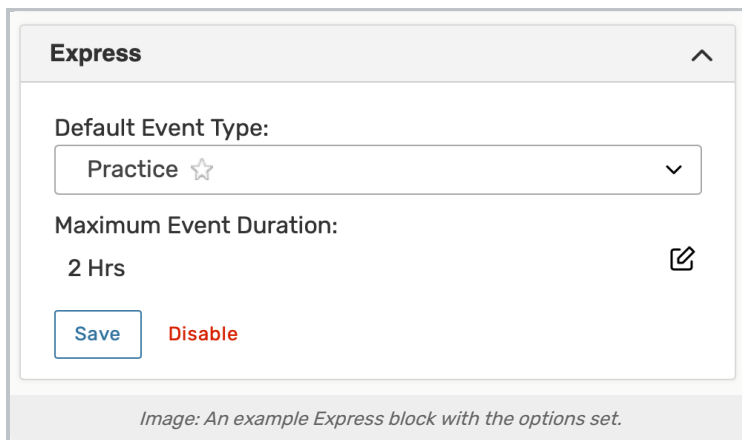 Express
Default Event Type:
Practice
Maximum Event Duration:
2 Hrs
Save Disable
Image: An example Express block with the options set.